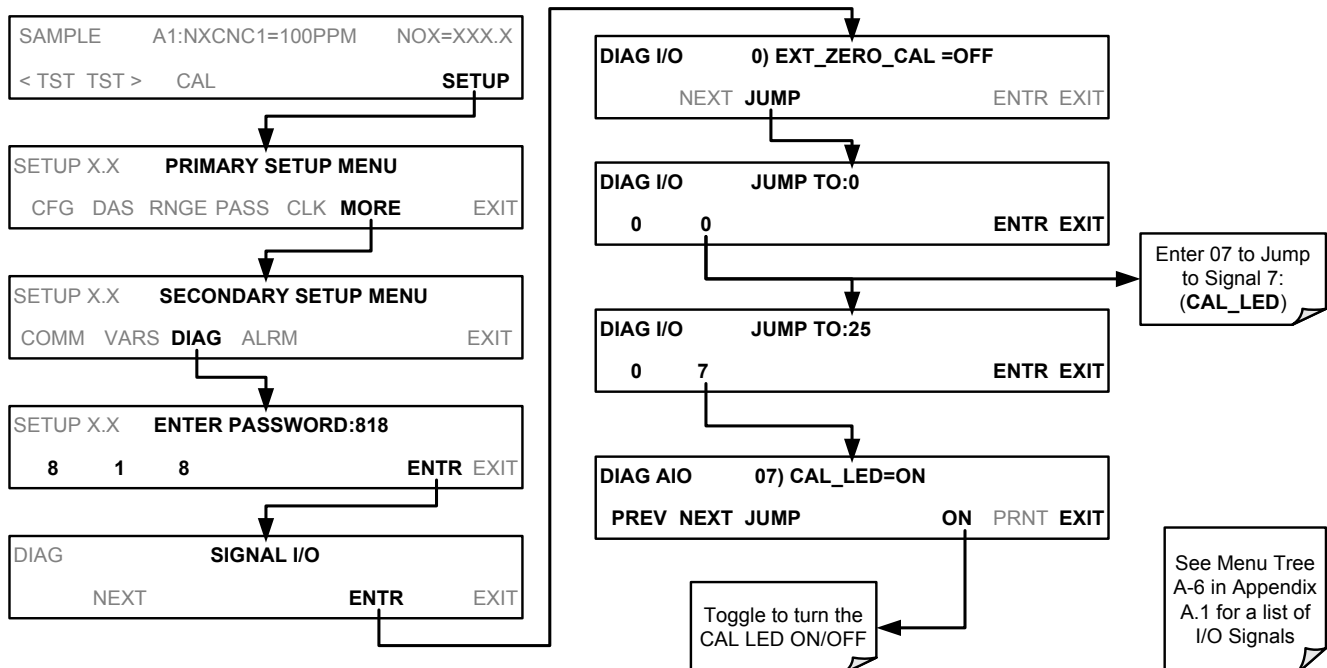 SAMPLE A1:NXCNC1=100PPM NOX=XXX.X
< TST TST > CAL SETUP
SETUP X.X PRIMARY SETUP MENU
CFG DAS RNGE PASS CLK MORE EXIT
SETUP X.X SECONDARY SETUP MENU
COMM VARS DIAG ALRM EXIT
SETUP X.X ENTER PASSWORD:818
8 1 8 ENTR EXIT
DIAG SIGNAL I/O
NEXT ENTR EXIT
DIAG I/O 0) EXT_ZERO_CAL =OFF
NEXT JUMP ENTR EXIT
DIAG I/O JUMP TO:0
0 0 ENTR EXIT
Enter 07 to Jump
to Signal 7:
(CAL_LED)
DIAG I/O JUMP TO:25
0 7 ENTR EXIT
DIAG AIO 07) CAL_LED=ON
PREV NEXT JUMP ON PRNT EXIT
Toggle to turn the
CAL LED ON/OFF
See Menu Tree
A-6 in Appendix
A.1 for a list of
I/O Signals